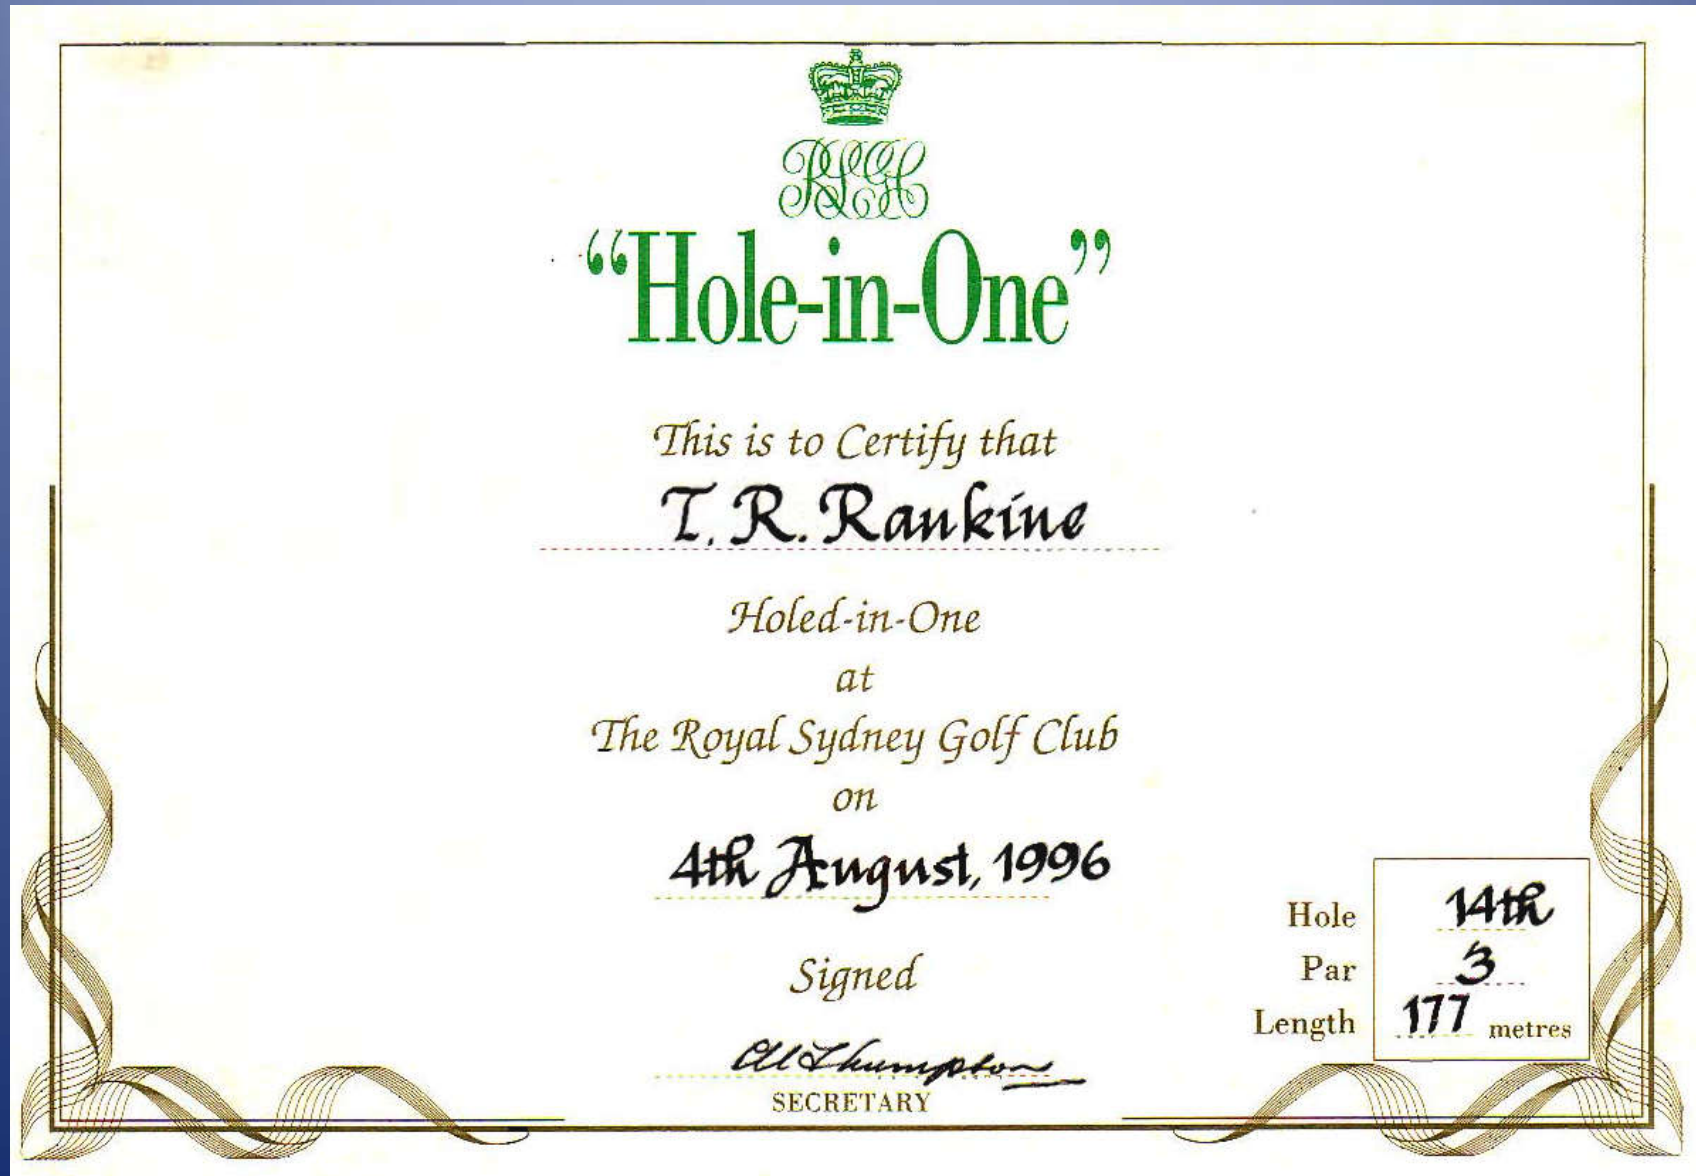 RSGC
“Hole-in-One”
This is to Certify that
T. R. Rankine
Holed-in-One
at
The Royal Sydney Golf Club
on
4th August, 1996
Signed
SECRETARY
Hole 14th
Par 3
Length 177 metres